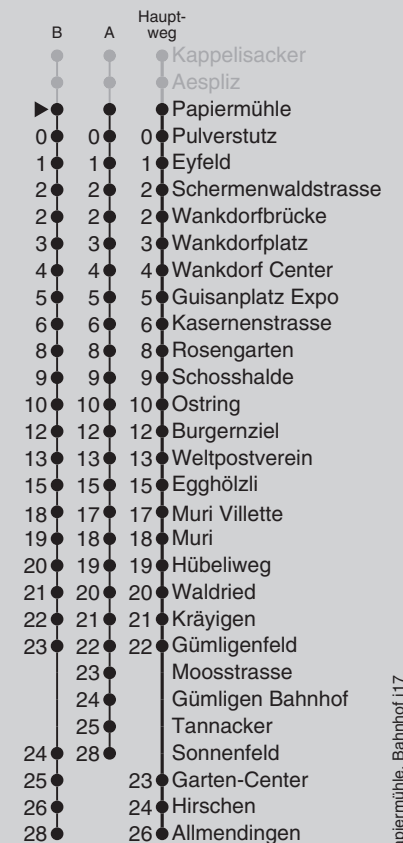 B A Haupt-
weg
Kappelisacker
Aespliz
Papiermühle
0 0 0 Pulverstutz
1 1 1 Eyfeld
2 2 2 Schermenwaldstrasse
2 2 2 Wankdorfbrücke
3 3 3 Wankdorfplatz
4 4 4 Wankdorf Center
5 5 5 Guisanplatz Expo
6 6 6 Kasernenstrasse
8 8 8 Rosengarten
9 9 9 Schosshalde
10 10 10 Ostring
12 12 12 Burgernziel
13 13 13 Weltpostverein
15 15 15 Egghölzli
18 17 17 Muri Villette
19 18 18 Muri
20 19 19 Hübeliweg
21 20 20 Waldried
22 21 21 Kräyigen
23 22 22 Gümligenfeld
23 Moosstrasse
24 Gümligen Bahnhof
25 Tannacker
24 28 Sonnenfeld
25 23 Garten-Center
26 24 Hirschen
28 26 Allmendingen
apiermühle, Bahnhof i17